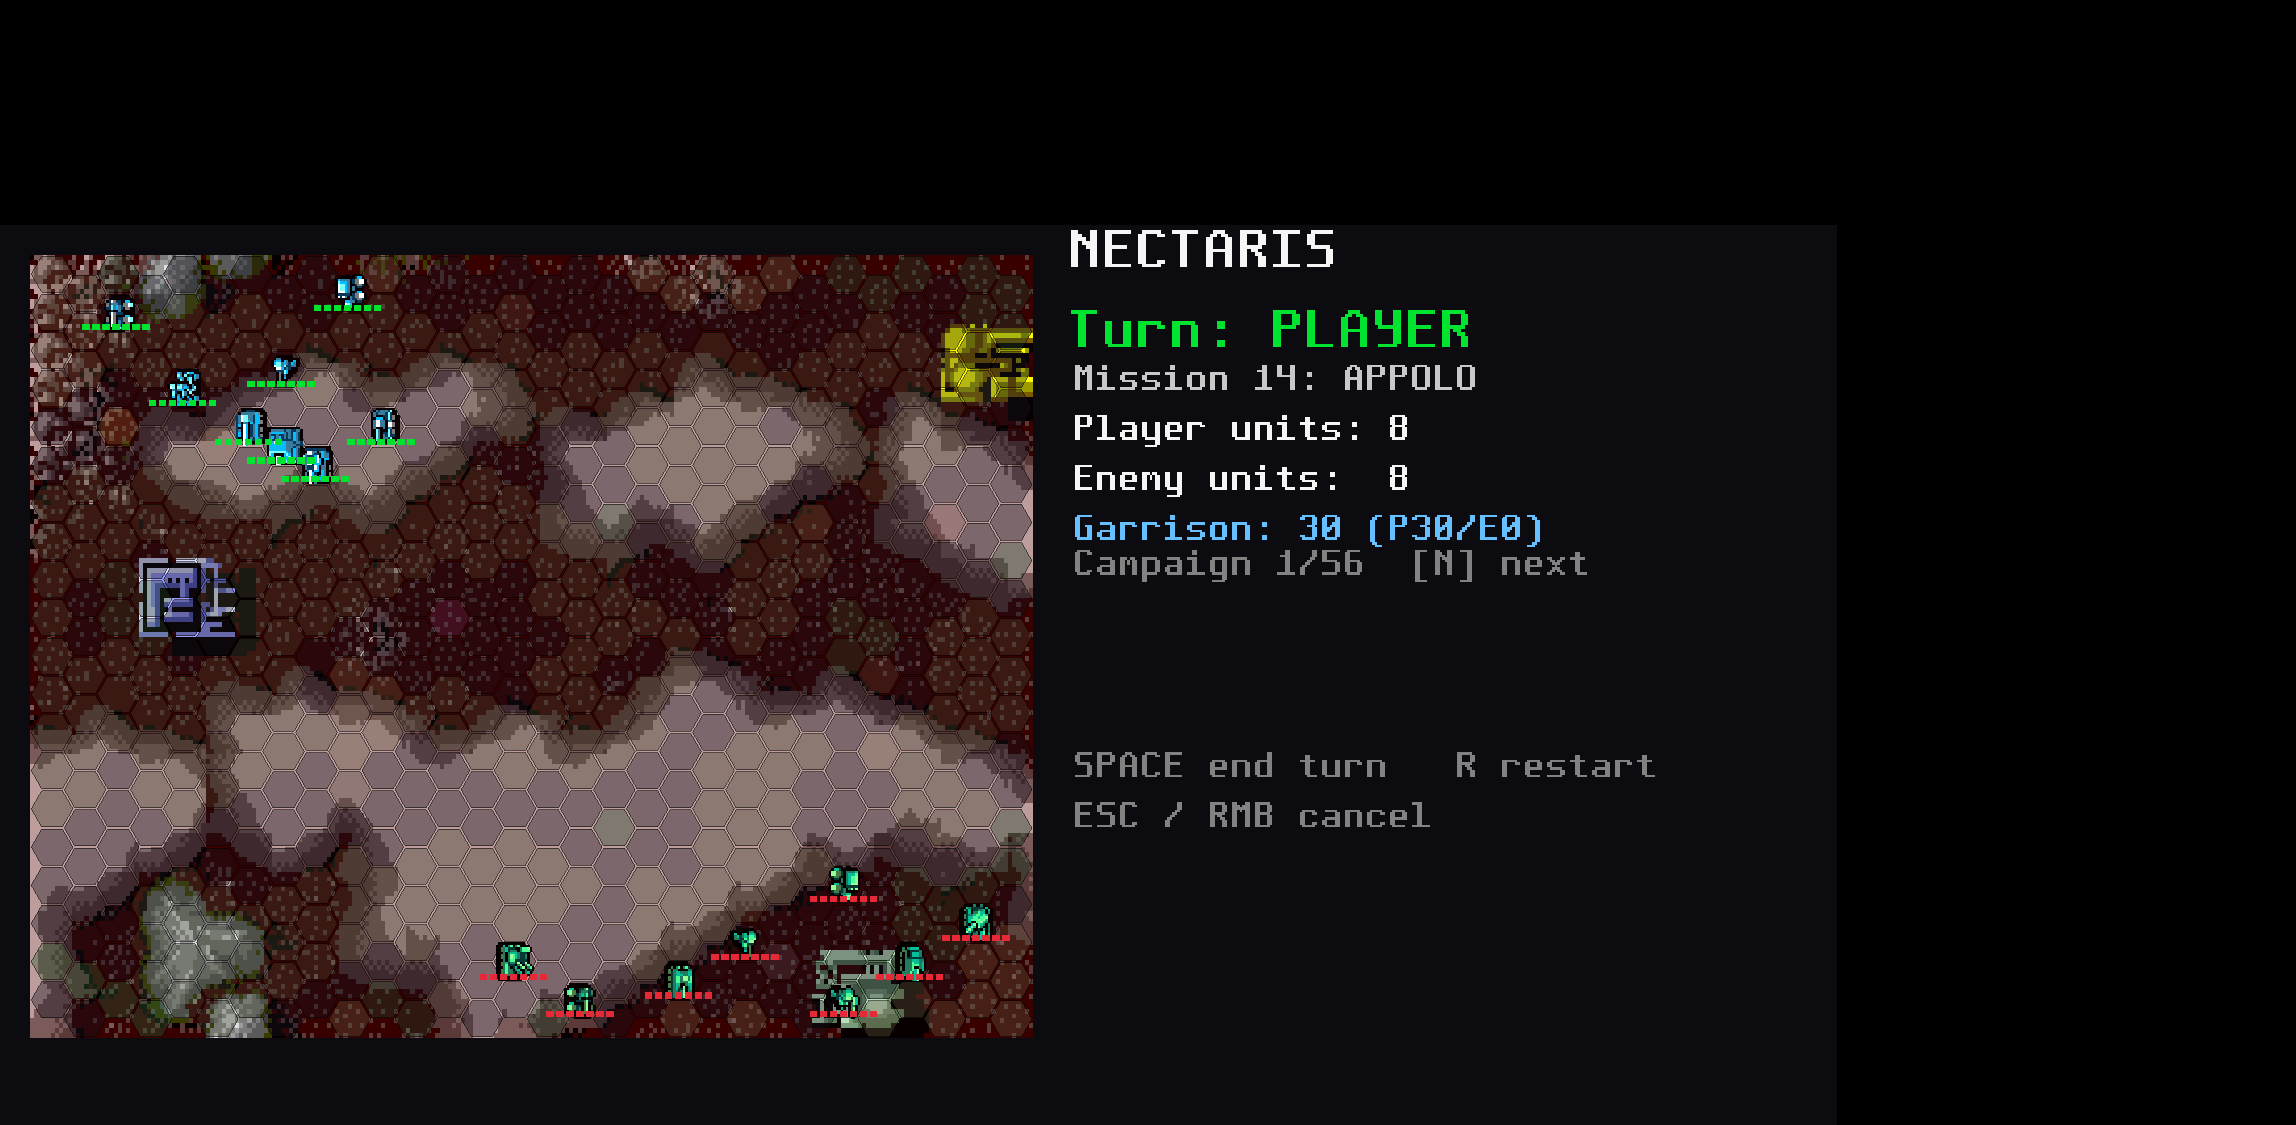 NECTARIS
Turn: PLAYER
Mission 14: APPOLO
Player units: 8
Enemy units:  8
Garrison: 30 (P30/E0)
Campaign 1/56  [N] next
SPACE end turn   R restart
ESC / RMB cancel